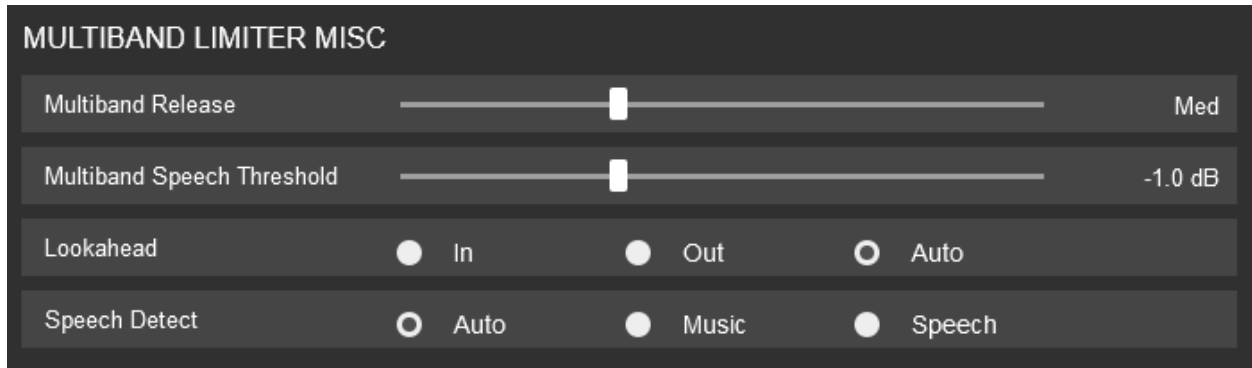 MULTIBAND LIMITER MISC
Multiband Release Med
Multiband Speech Threshold -1.0 dB
Lookahead In Out Auto
Speech Detect Auto Music Speech